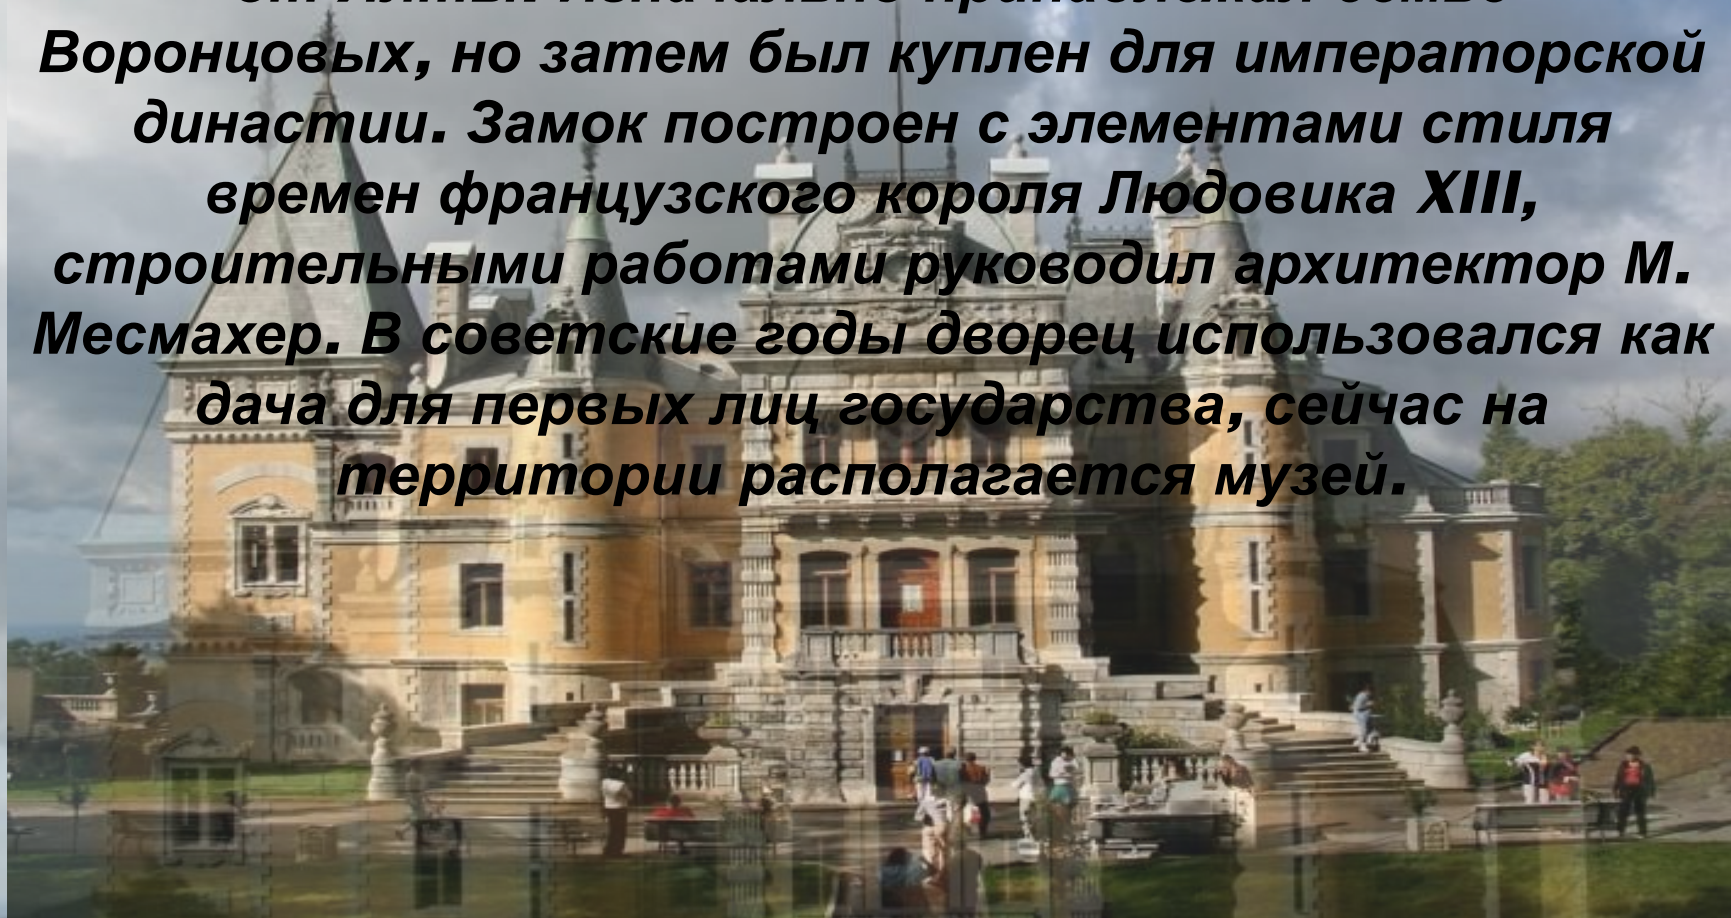 Воронцовых, но затем был куплен для императорской
династии. Замок построен с элементами стиля
времен французского короля Людовика XIII,
строительными работами руководил архитектор М.
Месмахер. В советские годы дворец использовался как
дача для первых лиц государства, сейчас на
территории располагается музей.